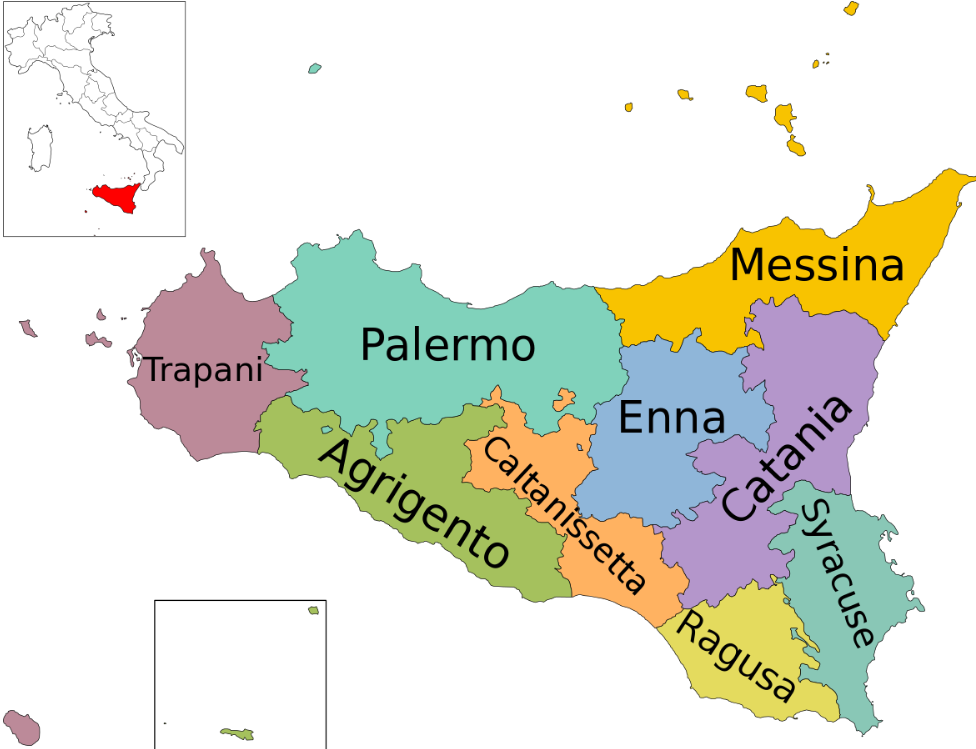 Messina
Palermo
Trapani
Enna
Catania
Agrigento
Caltanissetta
Syracuse
Ragusa